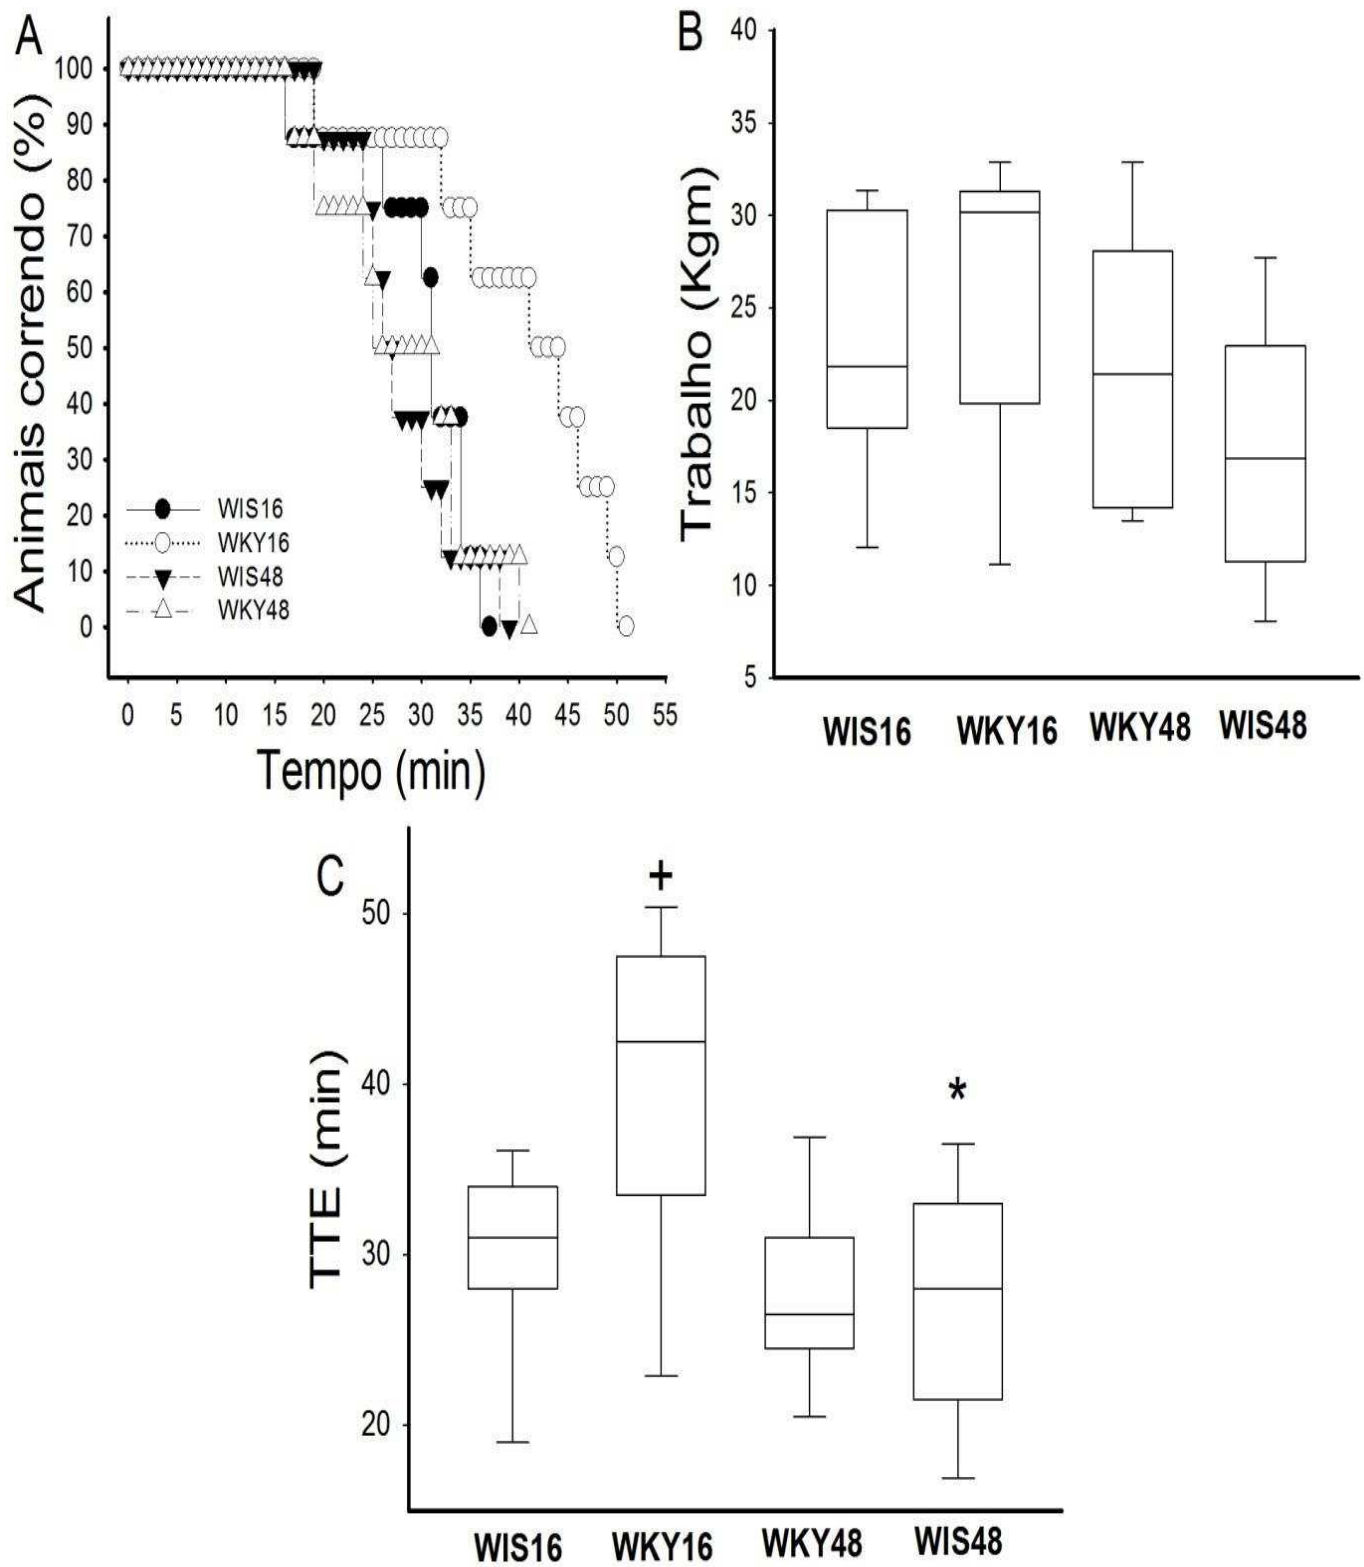 A
Animais correndo (%)
100
90
80
70
60
50
40
30
20
10
0
WIS16
WKY16
WIS48
WKY48
0 5 10 15 20 25 30 35 40 45 50 55
Tempo (min)
B
Trabalho (Kgm)
40
35
30
25
20
15
10
5
WIS16 WKY16 WKY48 WIS48
C
TTE (min)
50
40
30
20
+
*
WIS16 WKY16 WKY48 WIS48